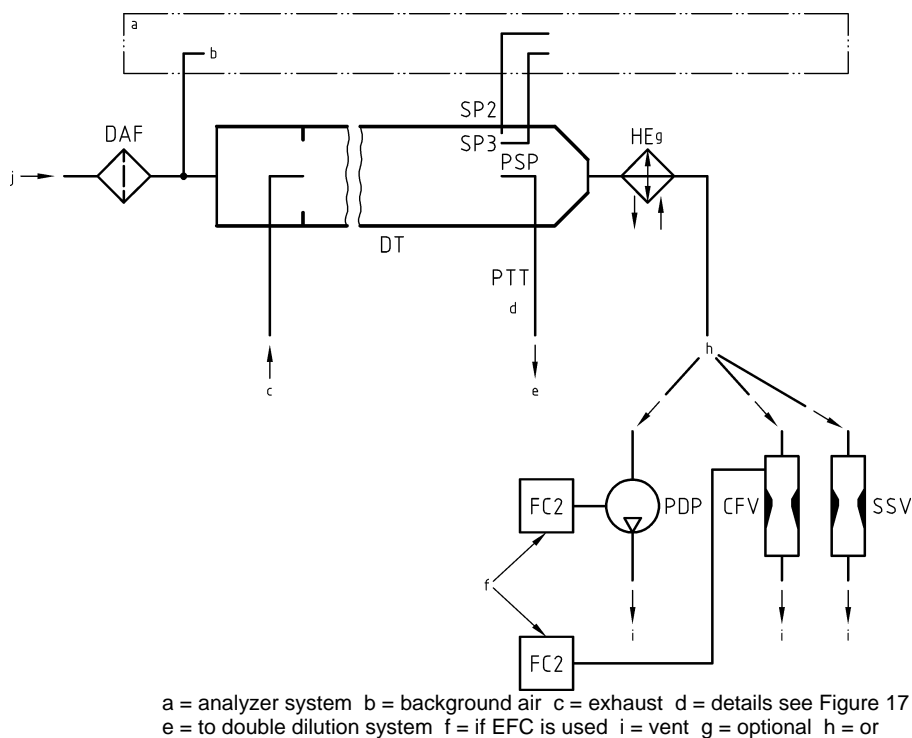 a
b
SP2
DAF
SP3
HE g
PSP
j
DT
PTT
d
h
c
e
FC2
PDP
CFV
SSV
f
i
i
i
FC2
a = analyzer system b = background air c = exhaust d = details see Figure 17
e = to double dilution system f = if EFC is used i = vent g = optional h = or